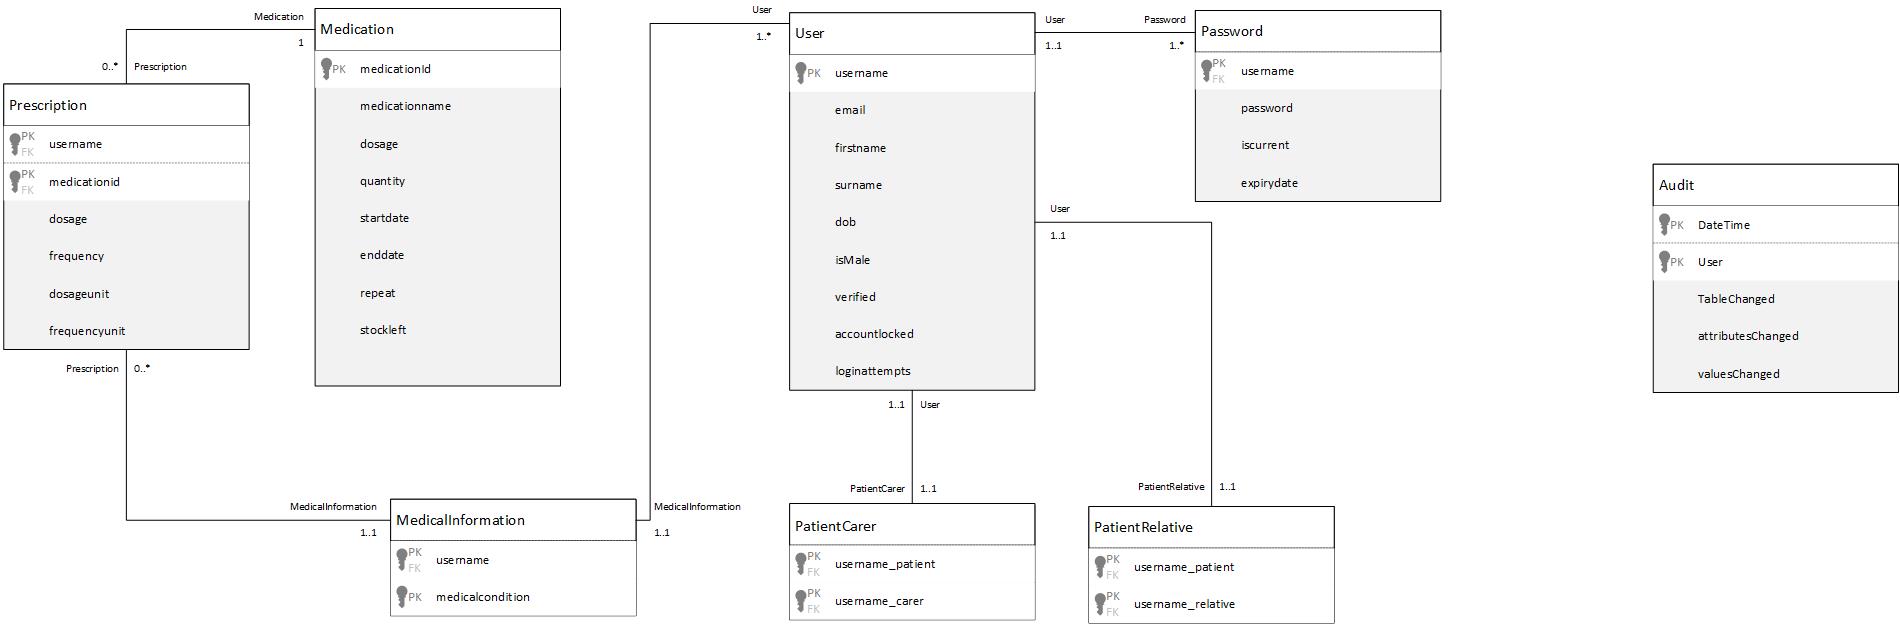 Medication
1
0..*
Prescription
Prescription
PK
FK
username
PK
FK
medicationid
dosage
frequency
dosageunit
frequencyunit
Prescription
0..*
Medication
PK
medicationId
medicationname
dosage
quantity
startdate
enddate
repeat
stockleft
MedicalInformation
1..1
MedicalInformation
PK
FK
username
PK
medicalcondition
MedicalInformation
1..1
User
1..*
User
PK
username
email
firstname
surname
dob
isMale
verified
accountlocked
loginattempts
1..1
User
PatientCarer
1..1
PatientCarer
PK
FK
username_patient
PK
FK
username_carer
User
1..1
Password
1..*
Password
PK
FK
username
password
iscurrent
expirydate
User
1..1
PatientRelative
1..1
PatientRelative
PK
FK
username_patient
PK
FK
username_relative
Audit
PK
DateTime
PK
User
TableChanged
attributesChanged
valuesChanged